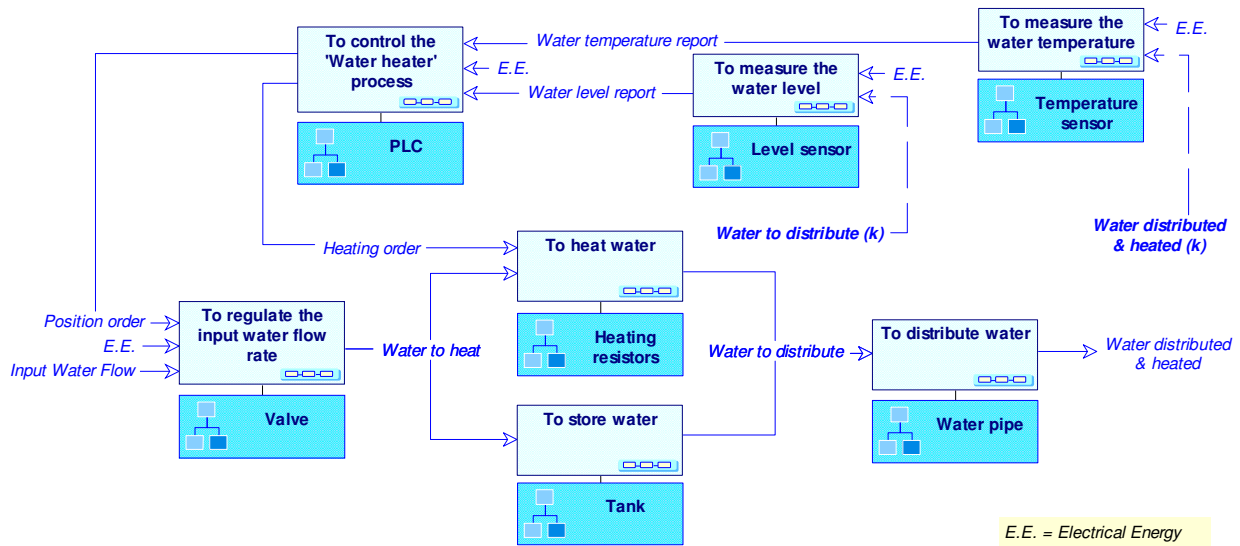 To control the
'Water heater'
process
PLC
Water temperature report
E.E.
Water level report
To measure the
water level
Level sensor
E.E.
To measure the
water temperature
Temperature
sensor
E.E.
Water to distribute (k)
Water distributed
& heated (k)
Heating order
To heat water
Heating
resistors
Position order
E.E.
Input Water Flow
To regulate the
input water flow
rate
Valve
Water to heat
To store water
Tank
Water to distribute
To distribute water
Water pipe
Water distributed
& heated
E.E. = Electrical Energy